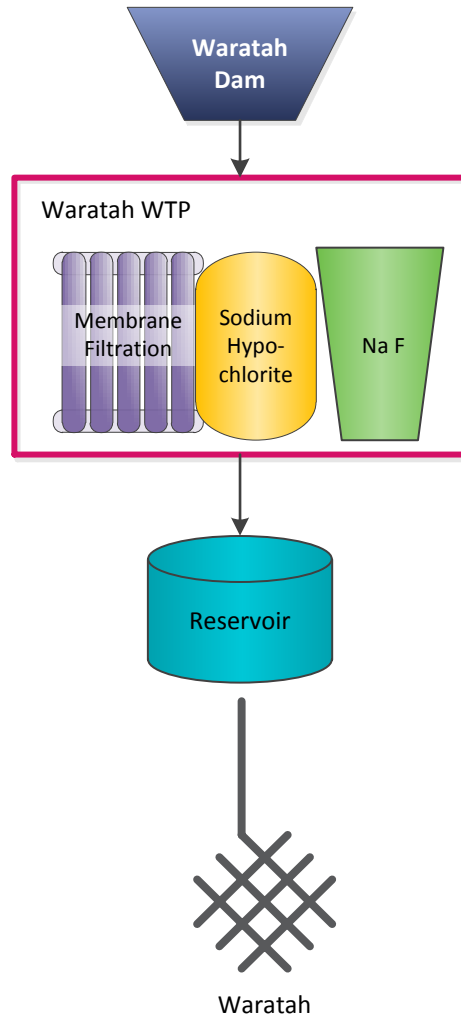 Waratah
Dam
Waratah WTP
Membrane
Filtration
Sodium
Hypo-
chlorite
Na F
Reservoir
Waratah